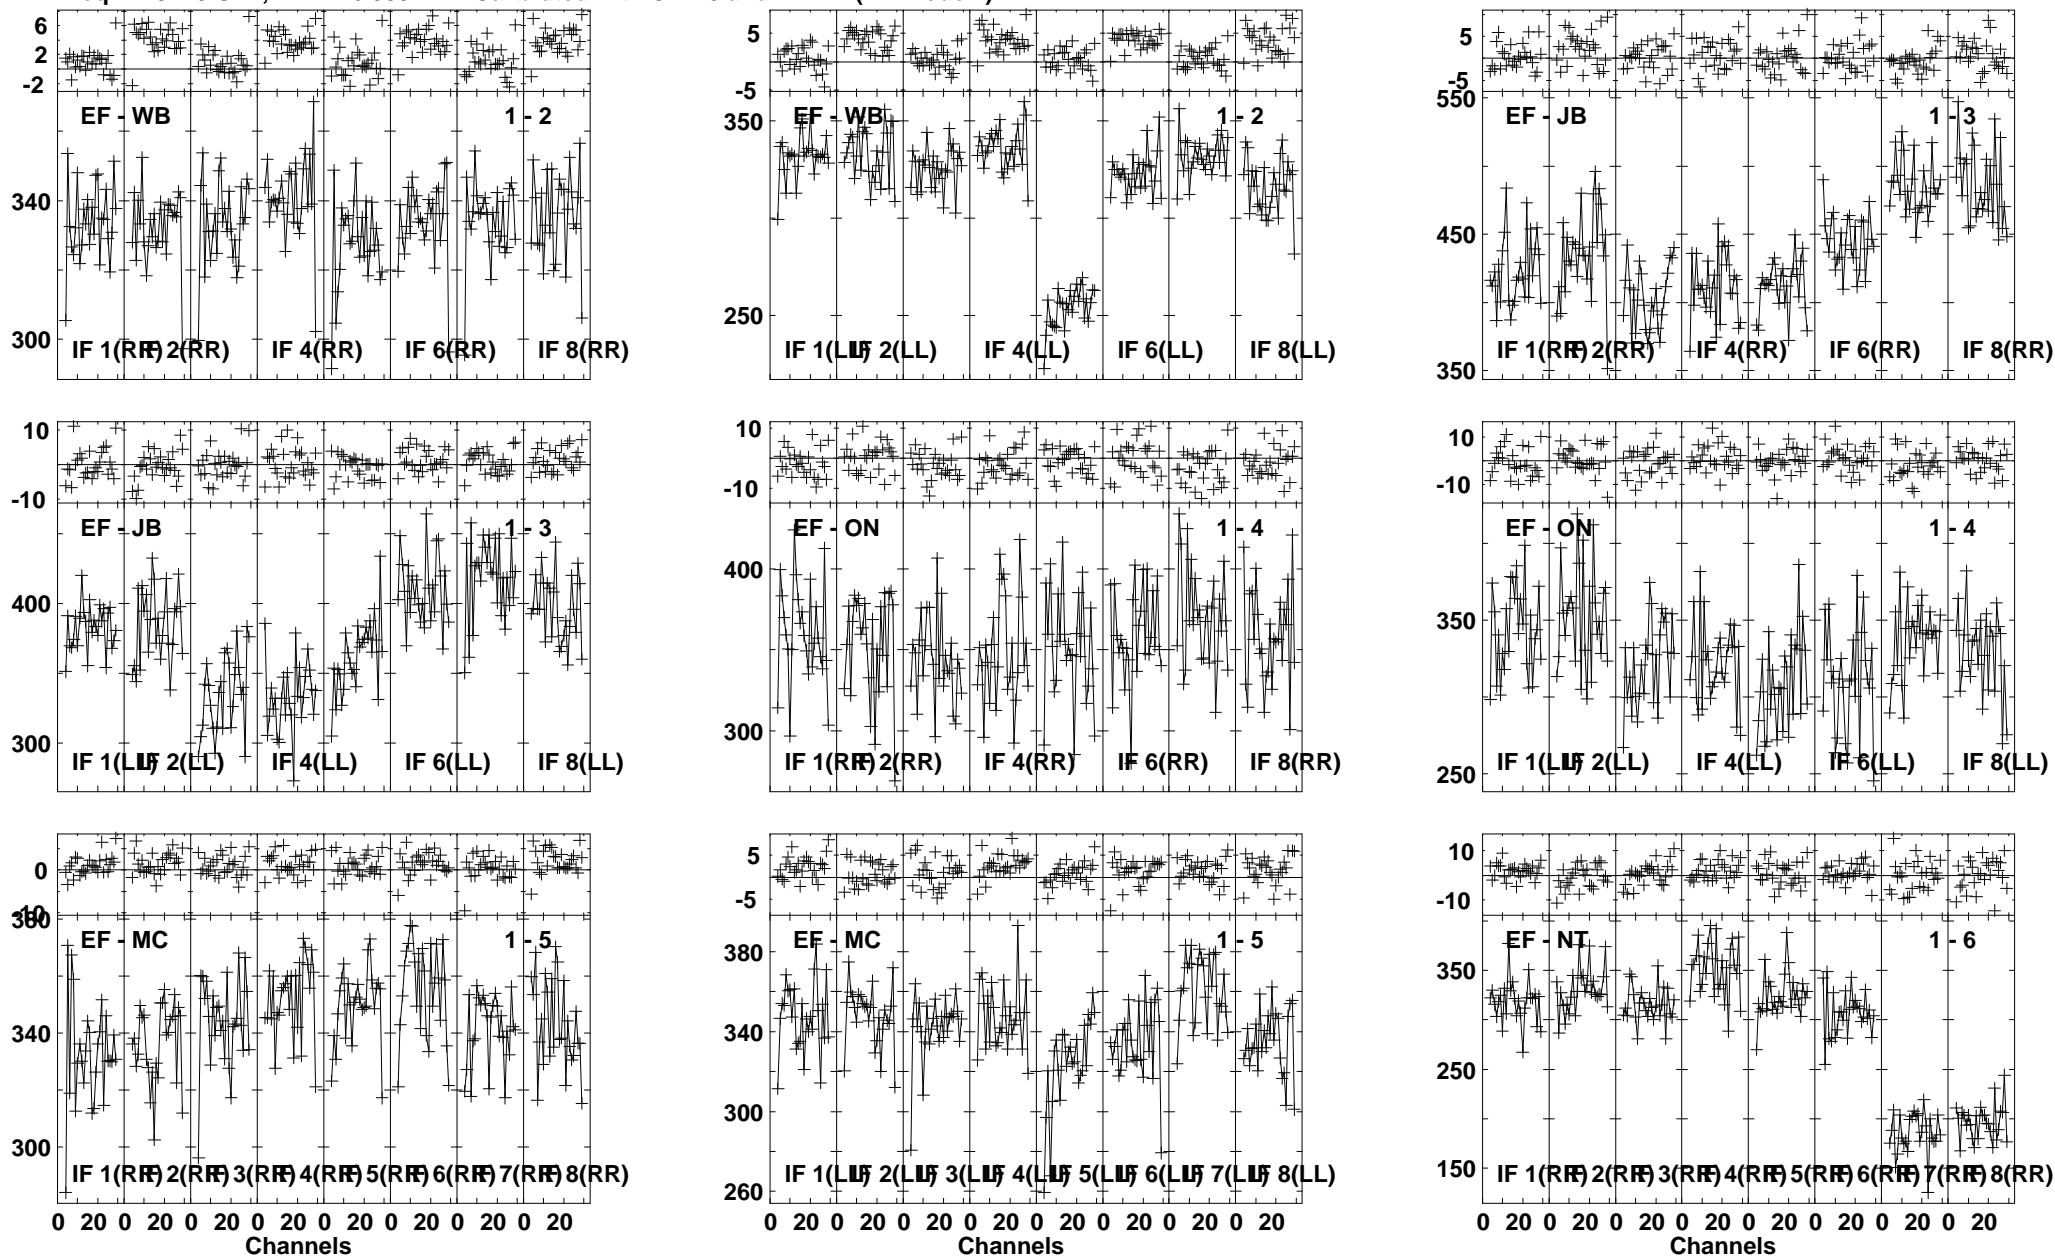 6
2
-2
EF - WB
1 - 2
340
300
IF 1(RR)
IF 2(RR)
IF 4(RR)
IF 6(RR)
IF 8(RR)
5
-5
EF - WB
1 - 2
350
250
IF 1(LL)
IF 2(LL)
IF 4(LL)
IF 6(LL)
IF 8(LL)
5
-5
EF - JB
1 - 3
550
450
350
IF 1(RR)
IF 2(RR)
IF 4(RR)
IF 6(RR)
IF 8(RR)
10
-10
EF - JB
1 - 3
400
300
IF 1(LL)
IF 2(LL)
IF 4(LL)
IF 6(LL)
IF 8(LL)
10
-10
EF - ON
1 - 4
400
300
IF 1(RR)
IF 2(RR)
IF 4(RR)
IF 6(RR)
IF 8(RR)
10
-10
EF - ON
1 - 4
350
250
IF 1(LL)
IF 2(LL)
IF 4(LL)
IF 6(LL)
IF 8(LL)
0
-10
380
EF - MC
1 - 5
340
300
IF 1(RR)
IF 2(RR)
IF 3(RR)
IF 4(RR)
IF 5(RR)
IF 6(RR)
IF 7(RR)
IF 8(RR)
0 20 0 20 0 20 0 20 0 20 0 20 0 20 0 20
Channels
5
-5
EF - MC
1 - 5
380
340
300
260
IF 1(LL)
IF 2(LL)
IF 3(LL)
IF 4(LL)
IF 5(LL)
IF 6(LL)
IF 7(LL)
IF 8(LL)
0 20 0 20 0 20 0 20 0 20 0 20 0 20 0 20
Channels
10
-10
EF - NT
1 - 6
350
250
150
IF 1(RR)
IF 2(RR)
IF 3(RR)
IF 4(RR)
IF 5(RR)
IF 6(RR)
IF 7(RR)
IF 8(RR)
0 20 0 20 0 20 0 20 0 20 0 20 0 20 0 20
Channels